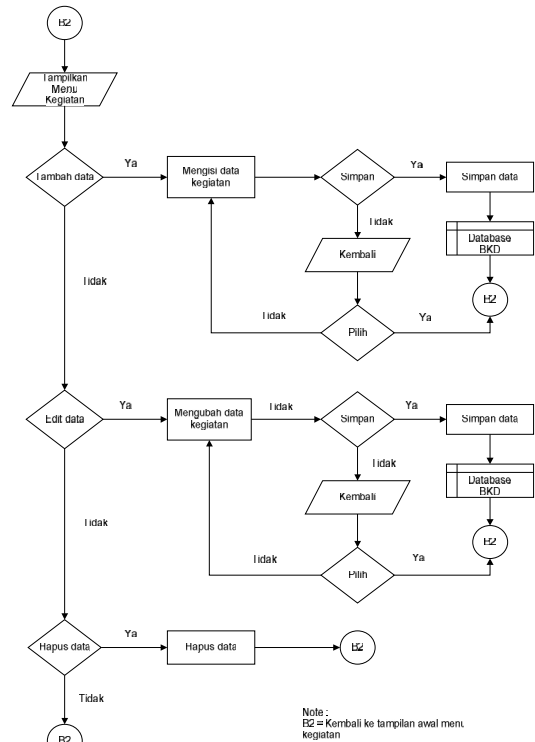 B2
Tampilkan
Menu
Kegiatan
Tambah data
Ya
Mengisi data
kegiatan
Simpan
Ya
Simpan data
Tidak
Database
BKD
Kembali
B2
Tidak
Tidak
Pilih
Ya
Edit data
Ya
Mengubah data
kegiatan
Tidak
Simpan
Ya
Simpan data
Tidak
Database
BKD
Kembali
B2
Tidak
Tidak
Pilih
Ya
Hapus data
Ya
Hapus data
B2
Tidak
B2
Note :
B2 = Kembali ke tampilan awal menu
kegiatan